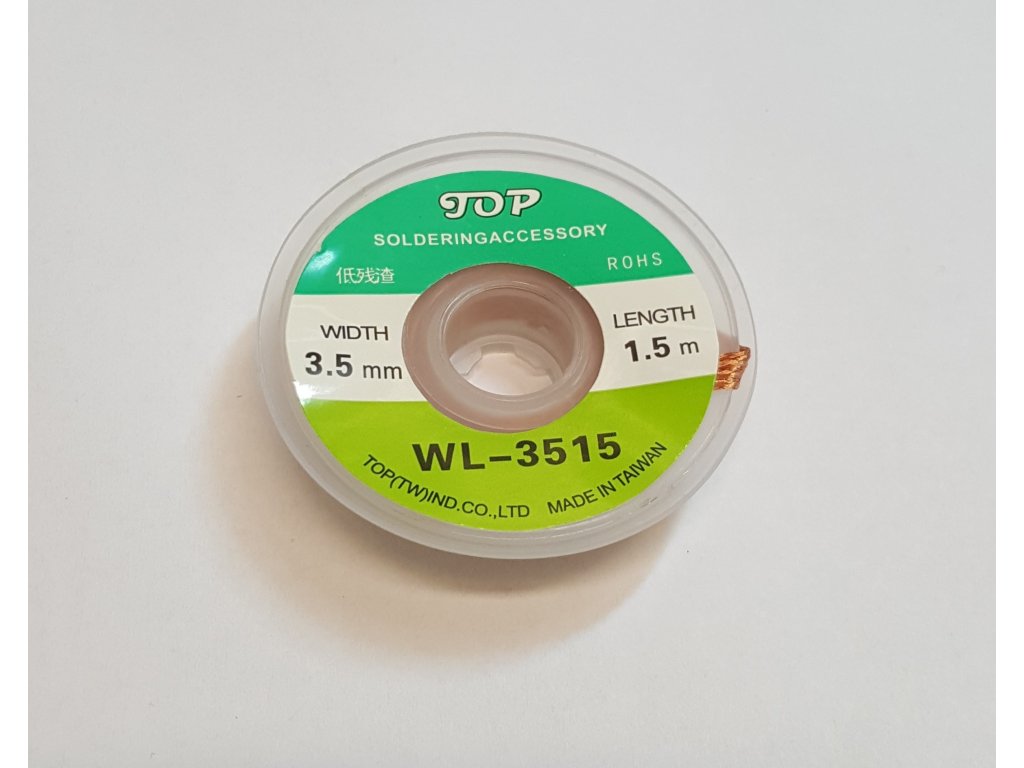 TOP
SOLDERINGACCESSORY
低残渣
ROHS
WIDTH
3.5 mm
LENGTH
1.5 m
WL-3515
TOP(TW)IND.CO.,LTD MADE IN TAIWAN